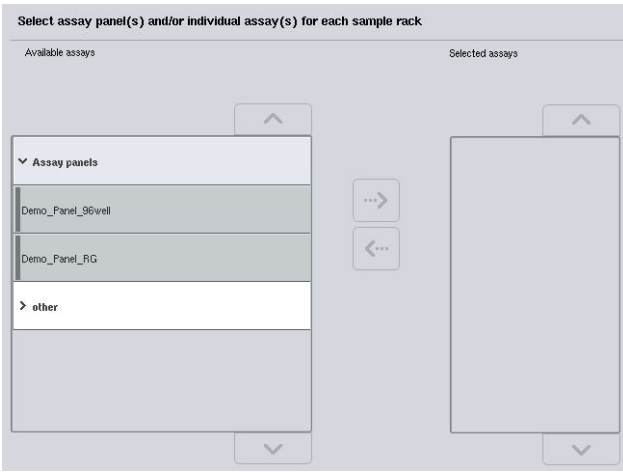 Select assay panel(s) and/or individual assay(s) for each sample rack
Available assays
Selected assays
Assay panels
Demo_Panel_96well
Demo_Panel_RG
other